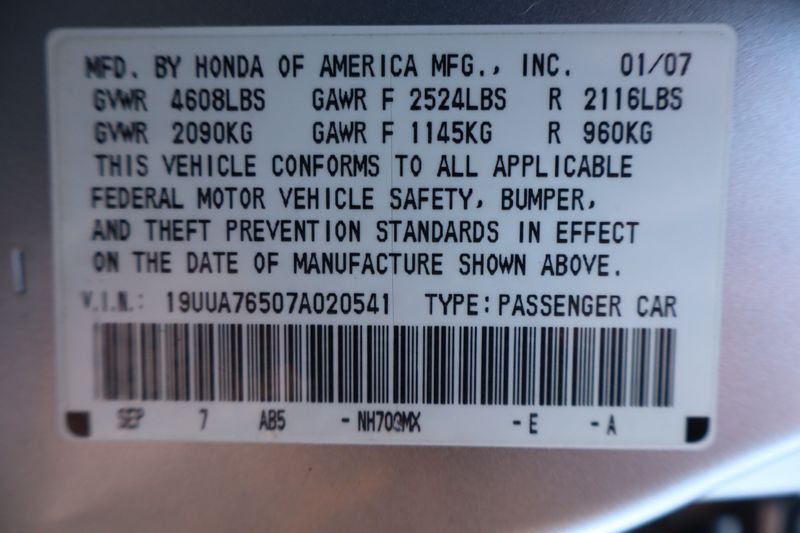 MFD. BY HONDA OF AMERICA MFG., INC. 01/07
GVWR 4608LBS GAWR F 2524LBS R 2116LBS
GVWR 2090KG GAWR F 1145KG R 960KG
THIS VEHICLE CONFORMS TO ALL APPLICABLE
FEDERAL MOTOR VEHICLE SAFETY, BUMPER,
AND THEFT PREVENTION STANDARDS IN EFFECT
ON THE DATE OF MANUFACTURE SHOWN ABOVE.
V.I.N.: 19UUA76507A020541 TYPE: PASSENGER CAR
SEP 7 AB5 - NH700MX - E - A